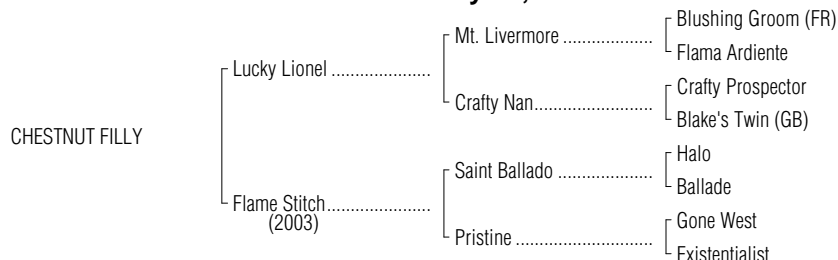 Blushing Groom (FR)
Mt. Livermore ..................
Flama Ardiente
Lucky Lionel .....................
Crafty Prospector
Crafty Nan........................
Blake's Twin (GB)
CHESTNUT FILLY
Halo
Saint Ballado ...................
Ballade
Flame Stitch......................
(2003)
Gone West
Pristine ............................
Existentialist